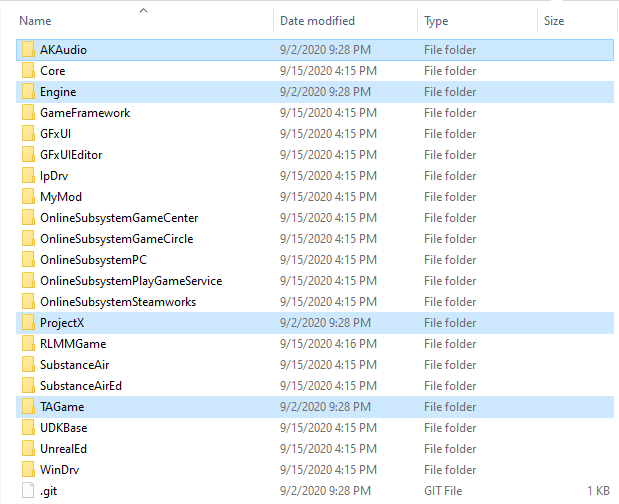 Name Date modified Type Size
AKAudio 9/2/2020 9:28 PM File folder
Core 9/15/2020 4:15 PM File folder
Engine 9/2/2020 9:28 PM File folder
GameFramework 9/15/2020 4:15 PM File folder
GFxUI 9/15/2020 4:15 PM File folder
GFxUIEditor 9/15/2020 4:15 PM File folder
IpDrv 9/15/2020 4:15 PM File folder
MyMod 9/15/2020 4:15 PM File folder
OnlineSubsystemGameCenter 9/15/2020 4:15 PM File folder
OnlineSubsystemGameCircle 9/15/2020 4:15 PM File folder
OnlineSubsystemPC 9/15/2020 4:15 PM File folder
OnlineSubsystemPlayGameService 9/15/2020 4:15 PM File folder
OnlineSubsystemSteamworks 9/15/2020 4:15 PM File folder
ProjectX 9/2/2020 9:28 PM File folder
RLMMGame 9/15/2020 4:16 PM File folder
SubstanceAir 9/15/2020 4:15 PM File folder
SubstanceAirEd 9/15/2020 4:15 PM File folder
TAGame 9/2/2020 9:28 PM File folder
UDKBase 9/15/2020 4:15 PM File folder
UnrealEd 9/15/2020 4:15 PM File folder
WinDrv 9/15/2020 4:15 PM File folder
.git 9/2/2020 9:28 PM GIT File 1 KB